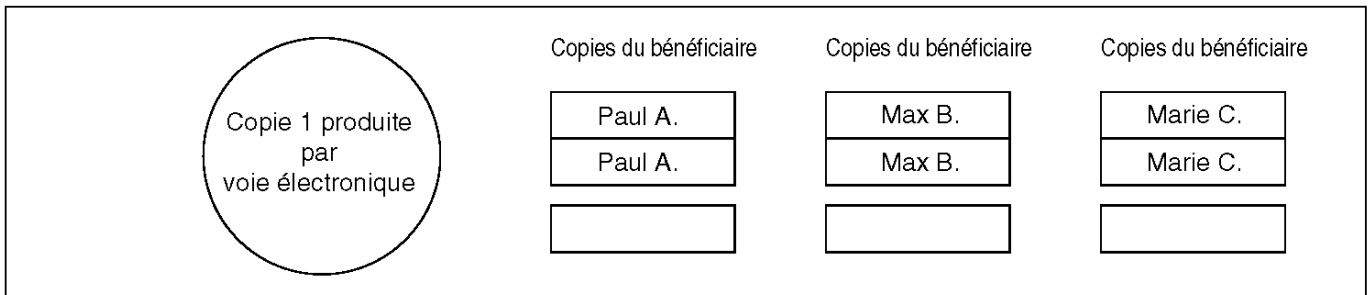 Copie 1 produite
par
voie électronique
Copies du bénéficiaire
Paul A.
Paul A.
Copies du bénéficiaire
Max B.
Max B.
Copies du bénéficiaire
Marie C.
Marie C.